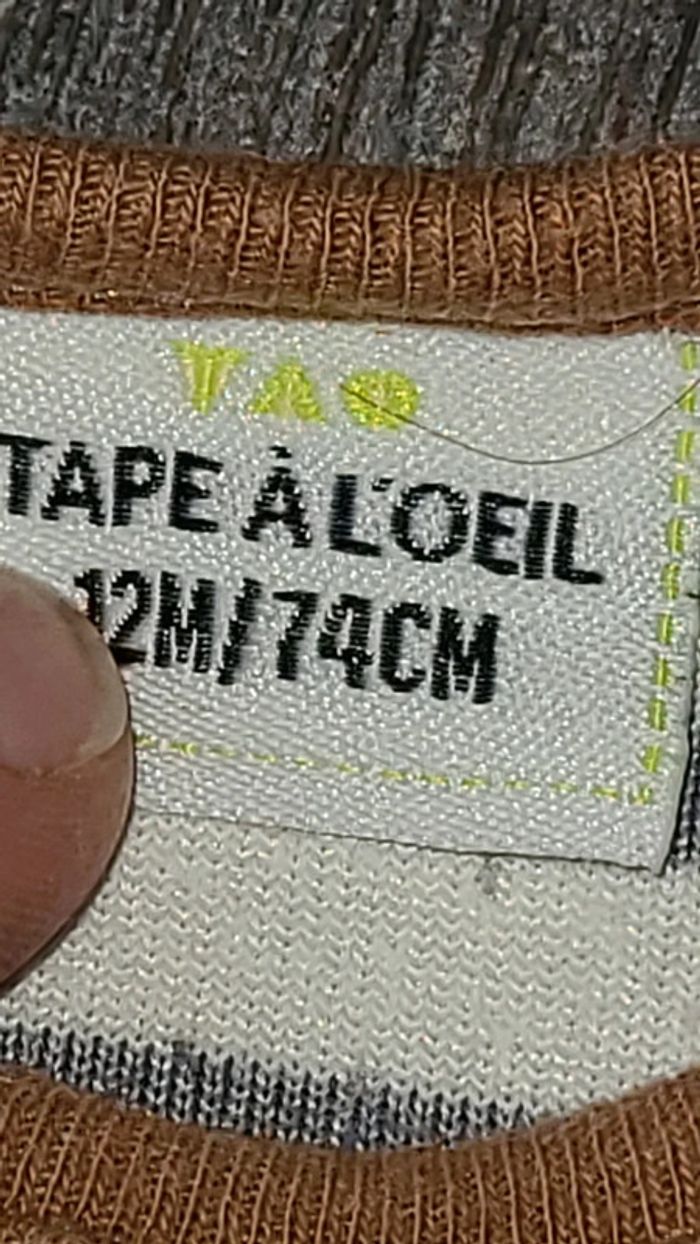 TAO
TAPE À L'OEIL
12M/74CM